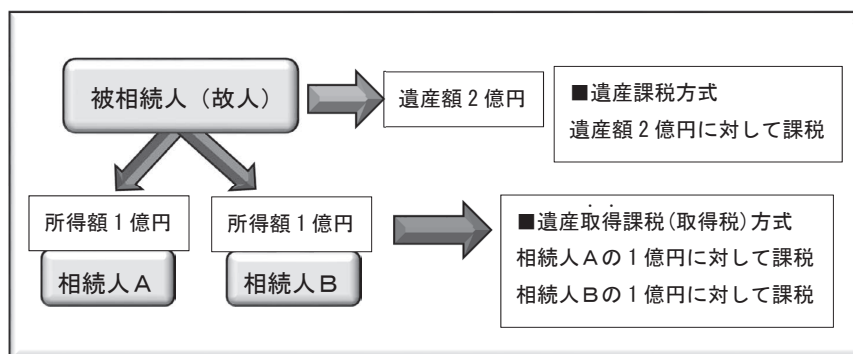 被相続人（故人）
遺産額２億円
■遺産課税方式
遺産額２億円に対して課税
所得額１億円
所得額１億円
相続人Ａ
相続人Ｂ
■遺産取得課税(取得税)方式
相続人Ａの１億円に対して課税
相続人Ｂの１億円に対して課税